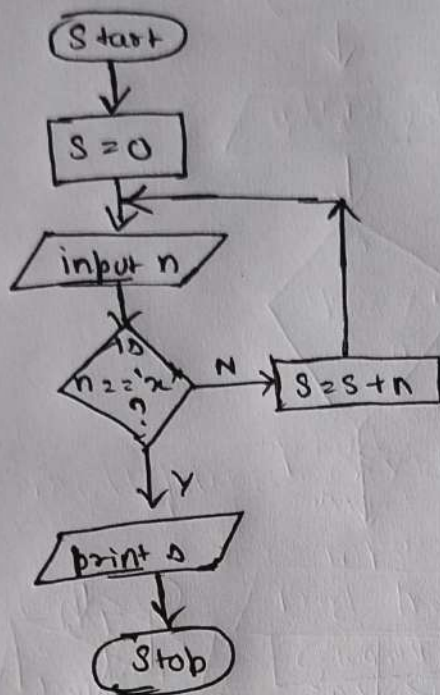 Start
S = 0
input n
Is
n == 'x'
?
N
S = S + n
Y
print s
Stop